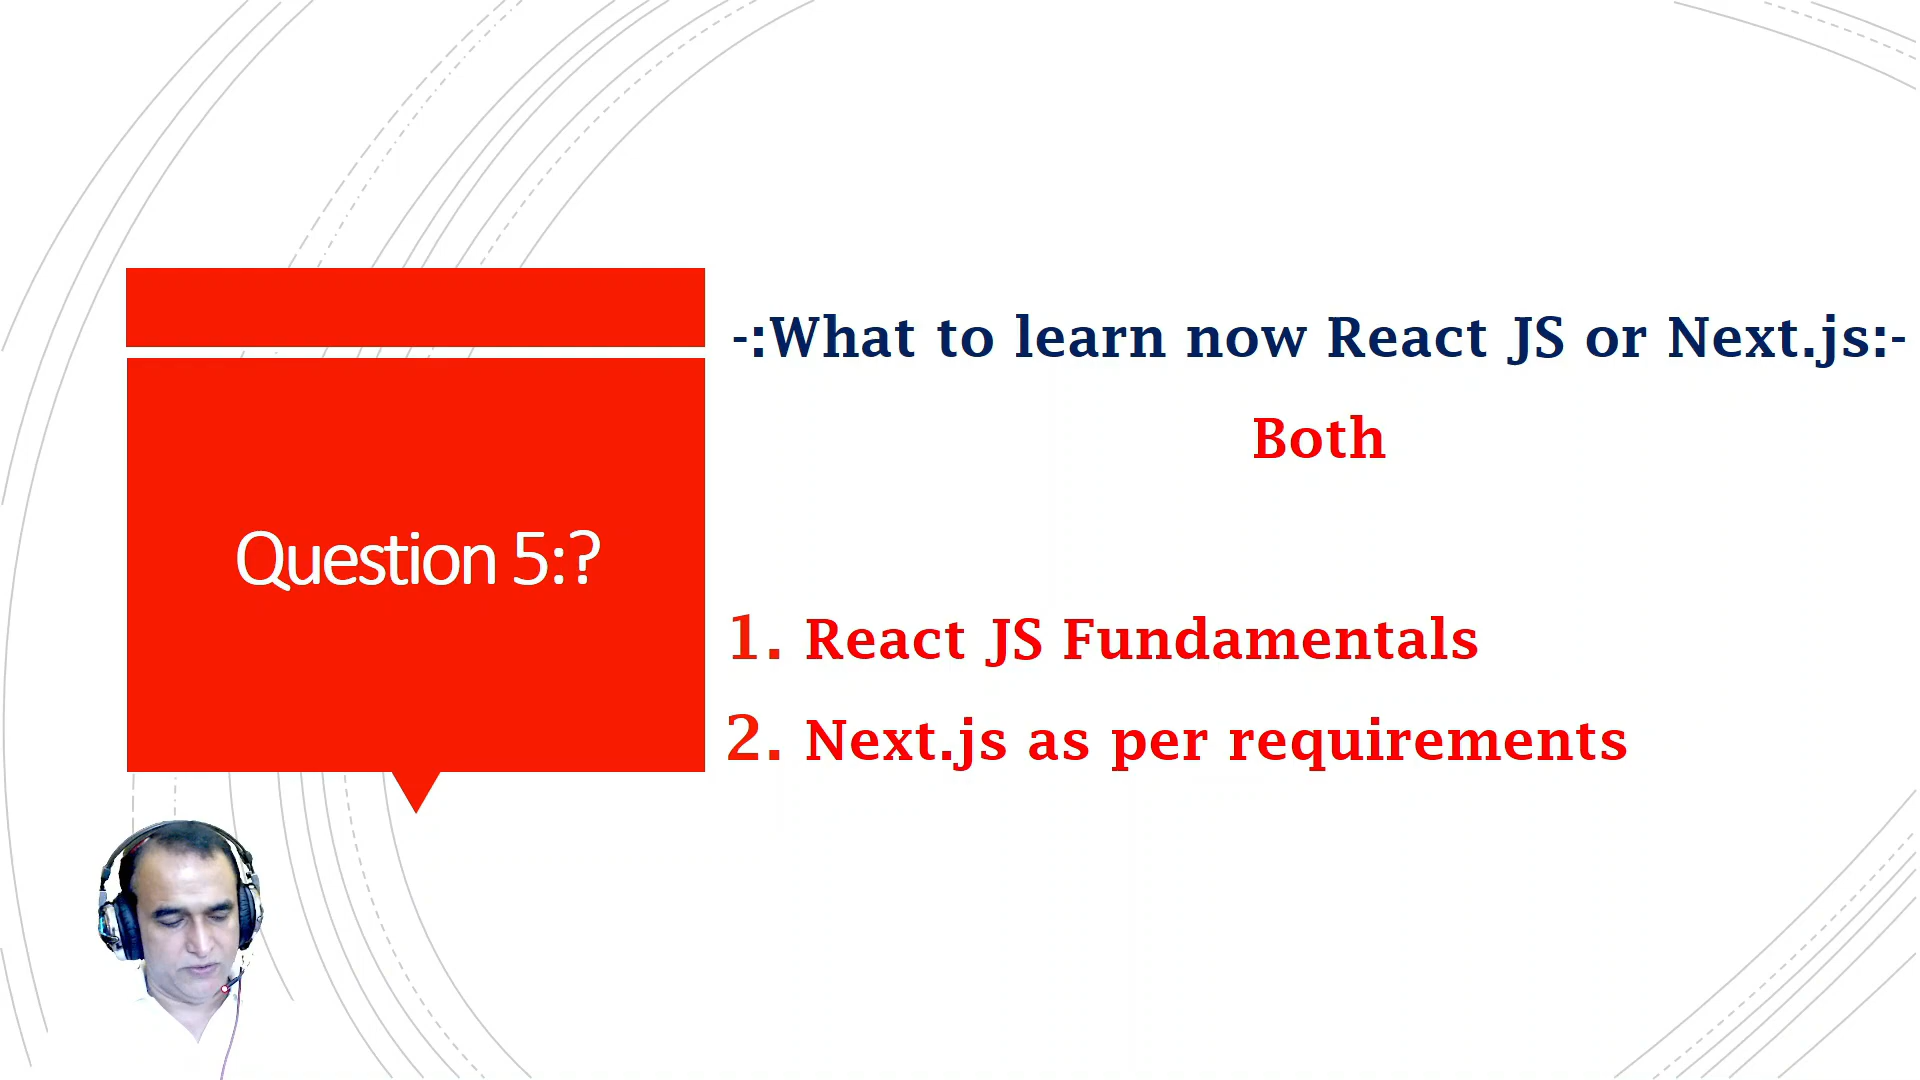 Question 5:?
-:What to learn now React JS or Next.js:-
Both
1. React JS Fundamentals
2. Next.js as per requirements